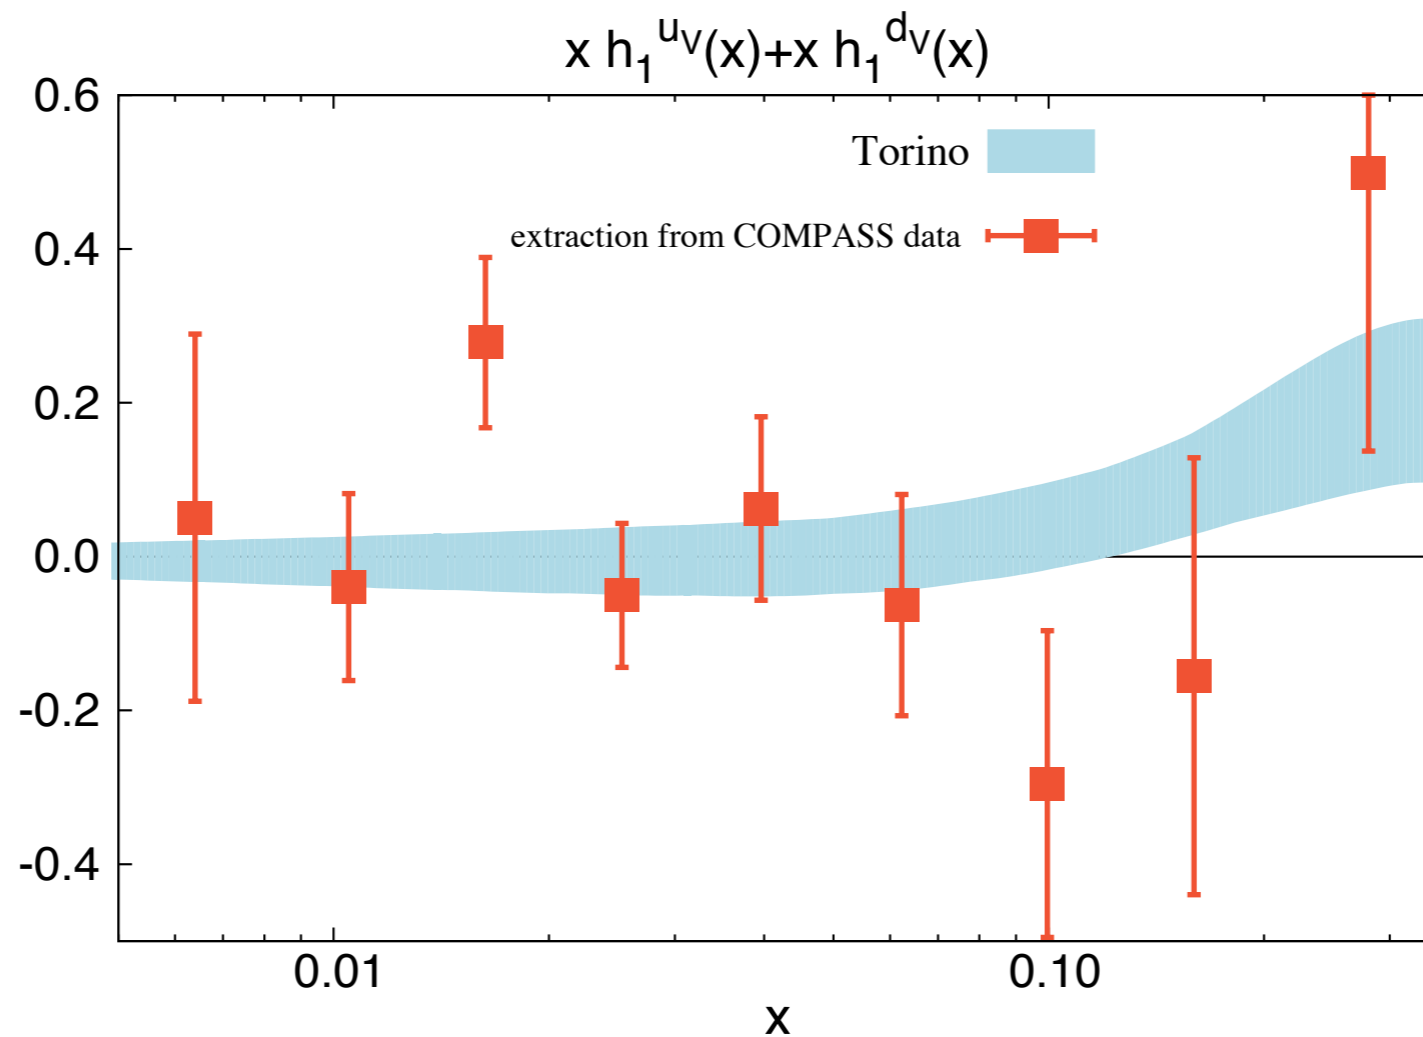 x h₁ᵘⱽ(x)+x h₁ᵈⱽ(x)
0.6
0.4
0.2
0.0
-0.2
-0.4
Torino
extraction from COMPASS data
0.01 0.10
x